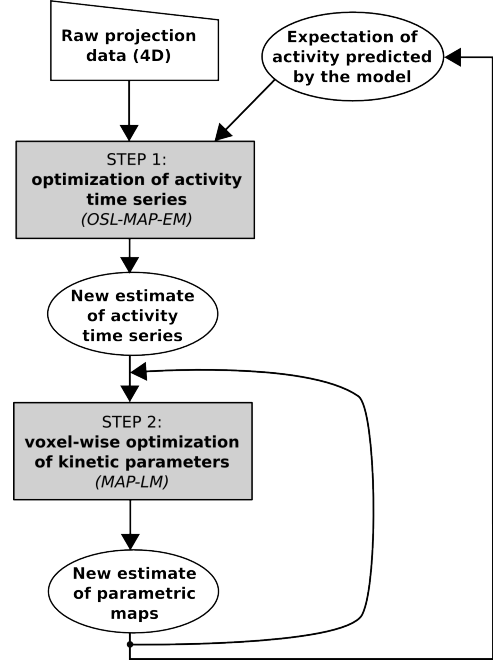 Raw projection
data (4D)
Expectation of
activity predicted
by the model
STEP 1:
optimization of activity
time series
(OSL-MAP-EM)
New estimate
of activity
time series
STEP 2:
voxel-wise optimization
of kinetic parameters
(MAP-LM)
New estimate
of parametric
maps